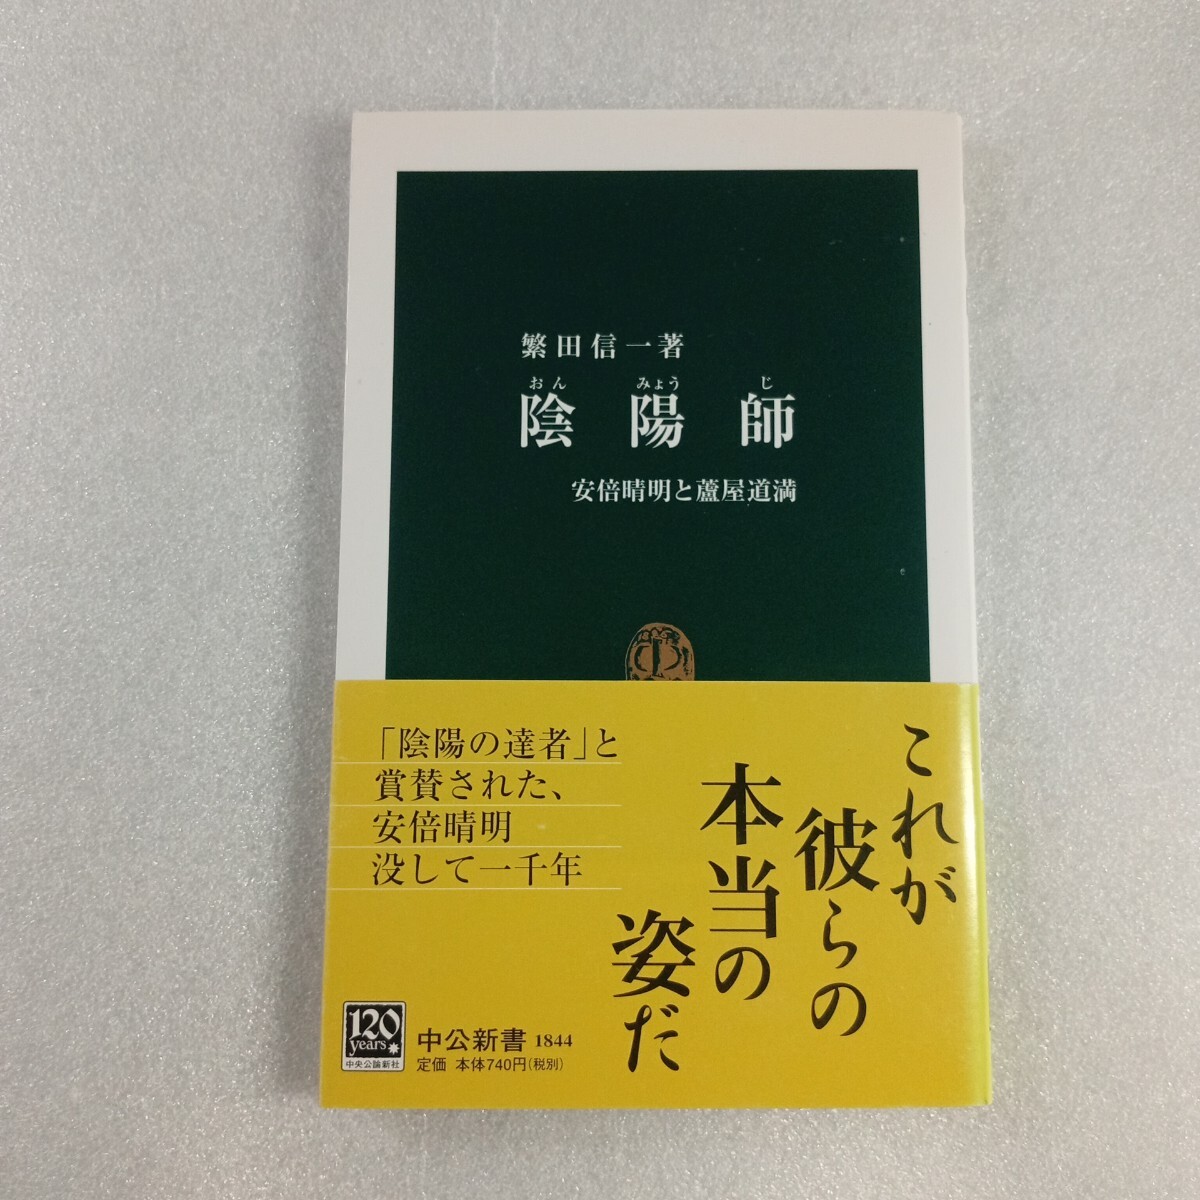 繁田信一著
おん みょう じ
陰陽師
安倍晴明と蘆屋道満
これが
彼らの
本当の
姿だ
「陰陽の達者」と
賞賛された、
安倍晴明
没して一千年
120
years
中央公論新社
中公新書 1844
定価 本体740円(税別)